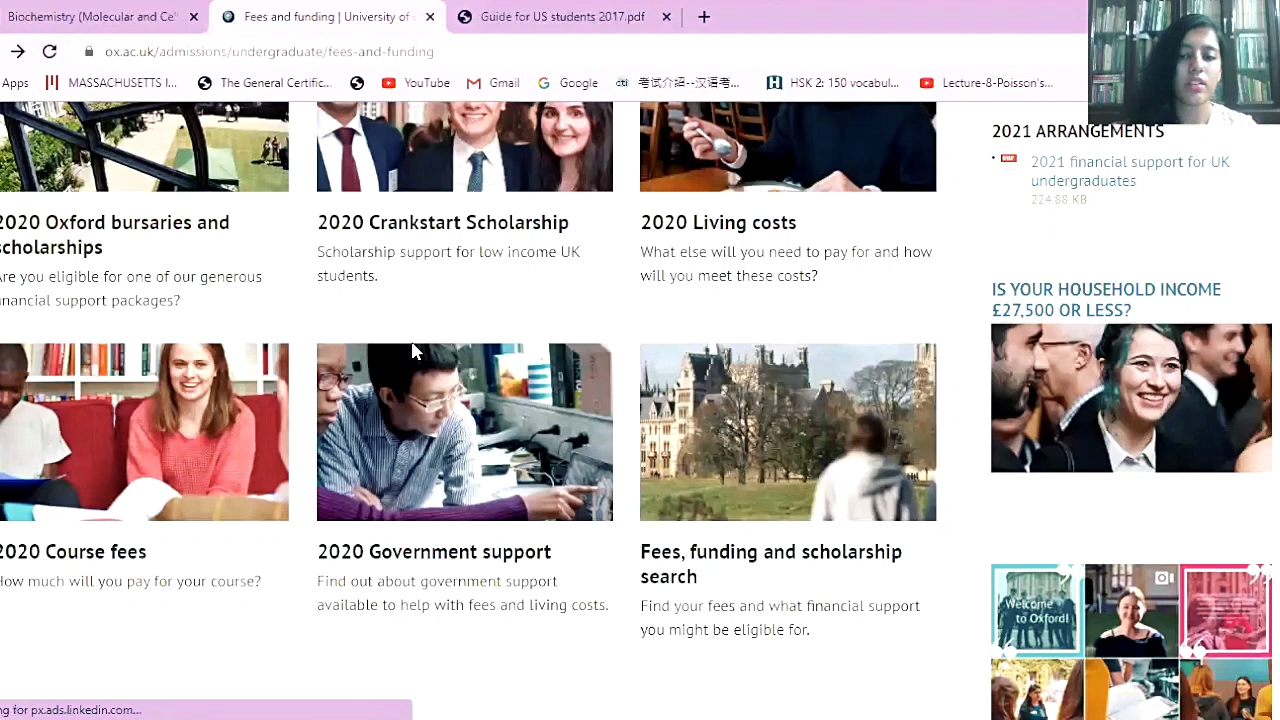 Biochemistry (Molecular and Ce
Fees and funding | University of
Guide for US students 2017.pdf
ox.ac.uk/admissions/undergraduate/fees-and-funding
Apps
MASSACHUSETTS I...
The General Certific...
YouTube
Gmail
Google
考试介紹--汉语考...
HSK 2: 150 vocabul...
Lecture-8-Poisson's...
2021 ARRANGEMENTS
2021 financial support for UK
undergraduates
224.88 KB
2020 Oxford bursaries and
scholarships
Are you eligible for one of our generous
financial support packages?
2020 Crankstart Scholarship
Scholarship support for low income UK
students.
2020 Living costs
What else will you need to pay for and how
will you meet these costs?
IS YOUR HOUSEHOLD INCOME
£27,500 OR LESS?
2020 Course fees
How much will you pay for your course?
2020 Government support
Find out about government support
available to help with fees and living costs.
Fees, funding and scholarship
search
Find your fees and what financial support
you might be eligible for.
Welcome
to Oxford!
ng for px.ads.linkedin.com...